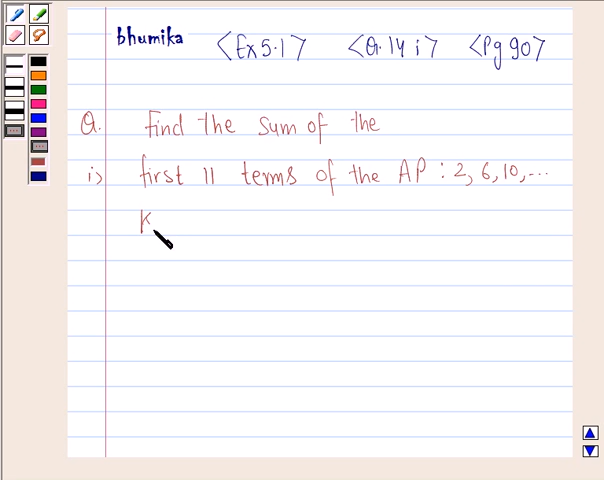 bhumika <Ex 5.1> <Q. 14 i> <Pg 90>
Q. Find the sum of the
i> first 11 terms of the AP : 2, 6, 10, ...
K